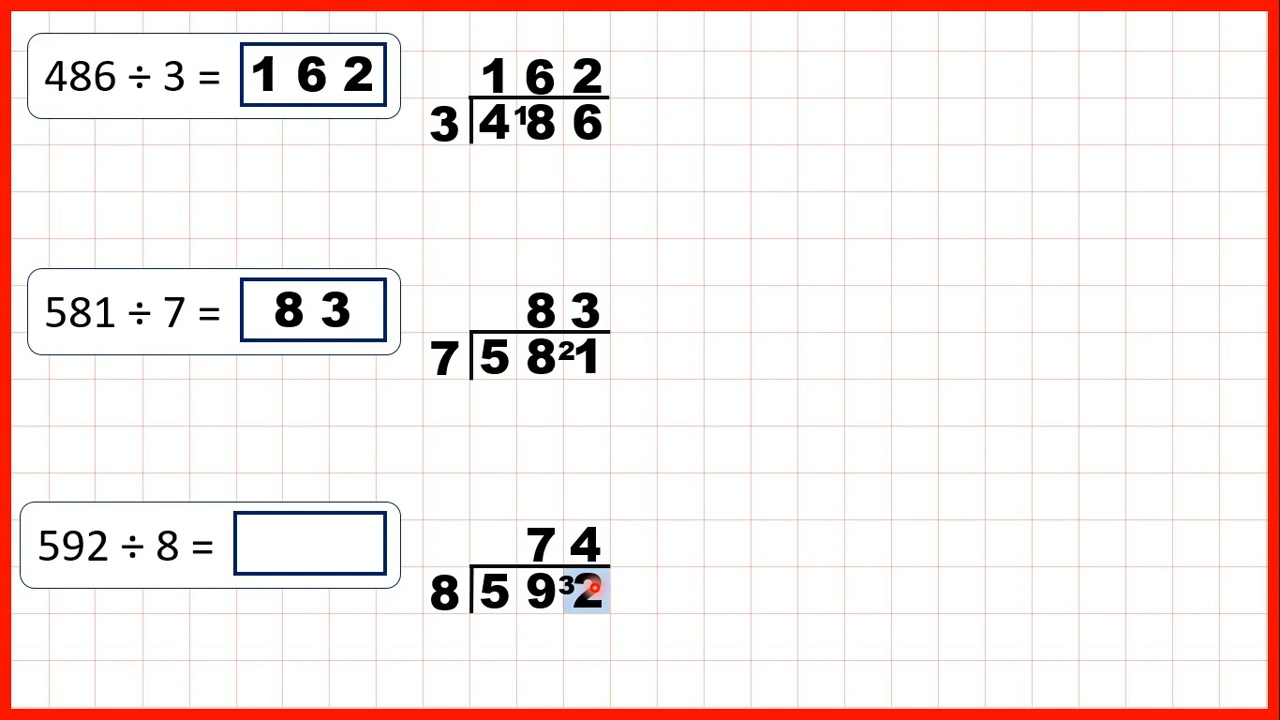 486 ÷ 3 = 1 6 2
1 6 2
3 4 1 8 6
581 ÷ 7 = 8 3
8 3
7 5 8 2 1
592 ÷ 8 =
7 4
8 5 9 3 2